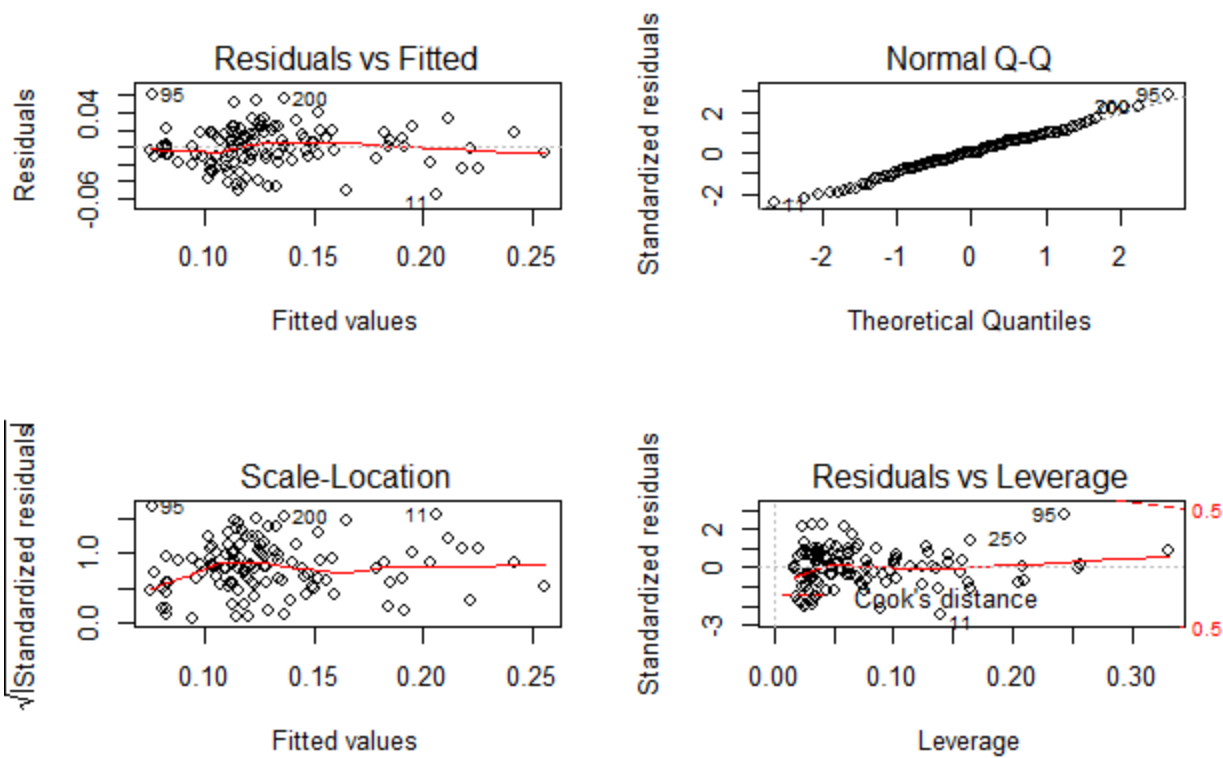 Residuals vs Fitted
Residuals
0.04
-0.06
95
200
11
0.10 0.15 0.20 0.25
Fitted values
Normal Q-Q
Standardized residuals
2
0
-2
95
200
11
-2 -1 0 1 2
Theoretical Quantiles
Scale-Location
√|Standardized residuals|
1.0
0.0
95
200
11
0.10 0.15 0.20 0.25
Fitted values
Residuals vs Leverage
Standardized residuals
2
0
-3
95
25
11
Cook's distance
0.5
0.5
0.00 0.10 0.20 0.30
Leverage